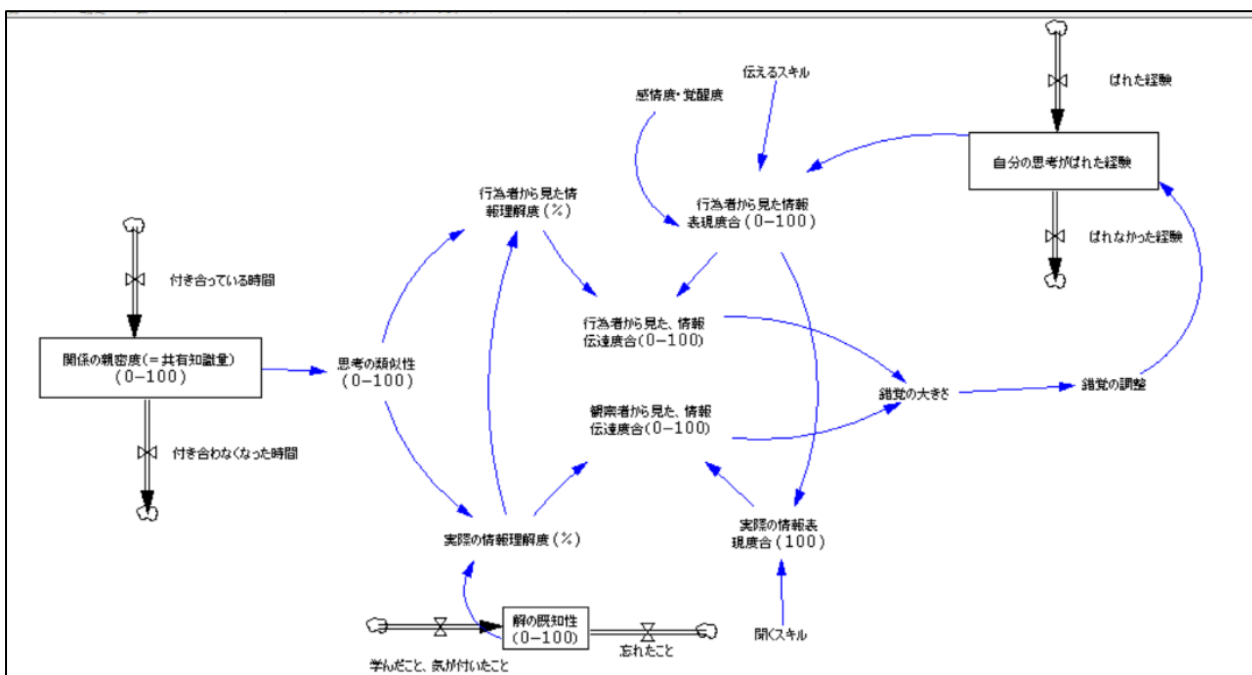 伝えるスキル
感情度・覚醒度
ばれた経験
自分の思考がばれた経験
行為者から見た情
報理解度(%)
行為者から見た情報
表現度合(0-100)
ばれなかった経験
付き合っている時間
行為者から見た、情報
伝達度合(0-100)
関係の親密度(=共有知識量)
(0-100)
思考の類似性
(0-100)
錯覚の大きさ
錯覚の調整
観察者から見た、情報
伝達度合(0-100)
付き合わなくなった時間
実際の情報理解度(%)
実際の情報表
現度合(100)
解の既知性
(0-100)
聞くスキル
忘れたこと
学んだこと、気が付いたこと